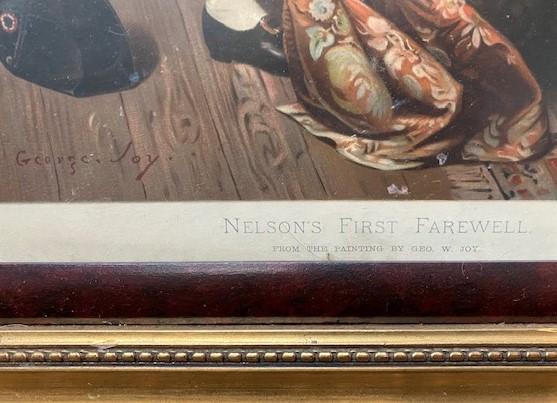 George. Joy.
NELSON'S FIRST FAREWELL.
FROM THE PAINTING BY GEO. W. JOY.